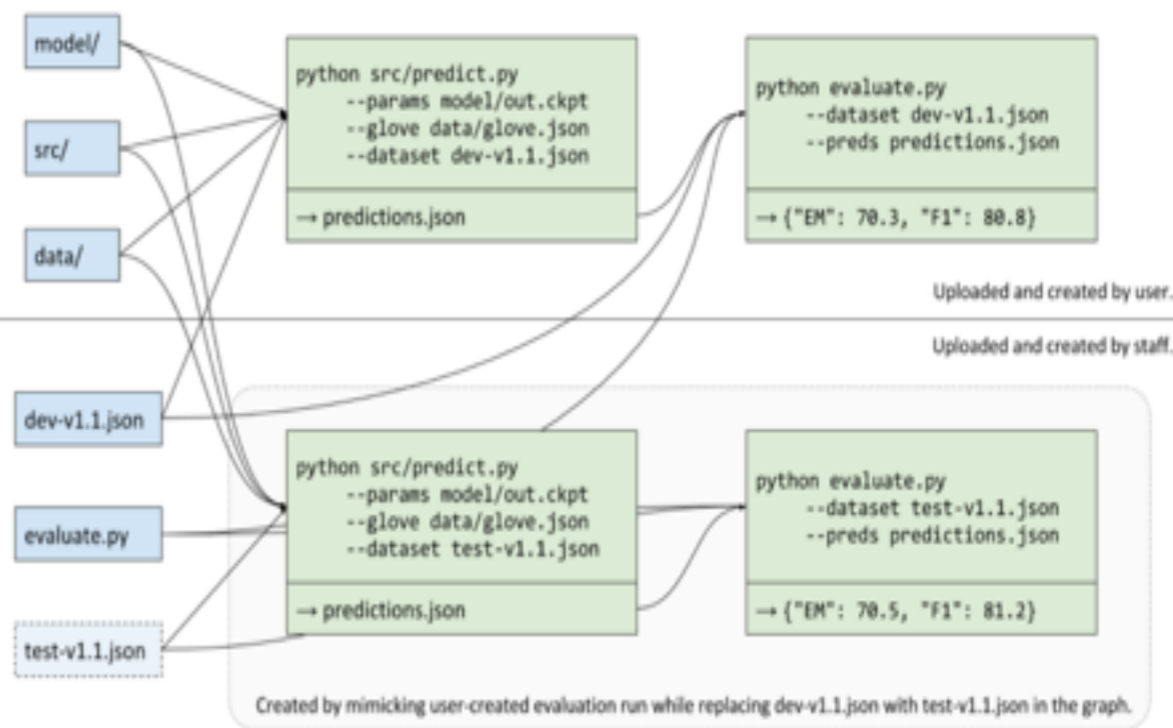 model/
src/
data/
python src/predict.py
--params model/out.ckpt
--glove data/glove.json
--dataset dev-v1.1.json
→ predictions.json
python evaluate.py
--dataset dev-v1.1.json
--preds predictions.json
→ {"EM": 70.3, "F1": 80.8}
Uploaded and created by user.
Uploaded and created by staff.
dev-v1.1.json
evaluate.py
test-v1.1.json
python src/predict.py
--params model/out.ckpt
--glove data/glove.json
--dataset test-v1.1.json
→ predictions.json
python evaluate.py
--dataset test-v1.1.json
--preds predictions.json
→ {"EM": 70.5, "F1": 81.2}
Created by mimicking user-created evaluation run while replacing dev-v1.1.json with test-v1.1.json in the graph.